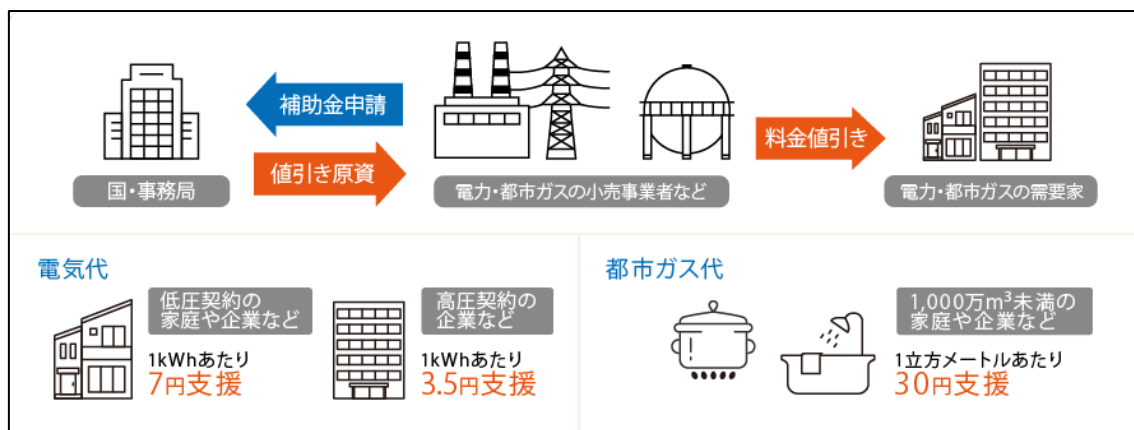 補助金申請
値引き原資
料金値引き
国・事務局
電力・都市ガスの小売事業者など
電力・都市ガスの需要家
電気代
低圧契約の
家庭や企業など
1kWhあたり
7円支援
高圧契約の
企業など
1kWhあたり
3.5円支援
都市ガス代
1,000万m³未満の
家庭や企業など
1立方メートルあたり
30円支援